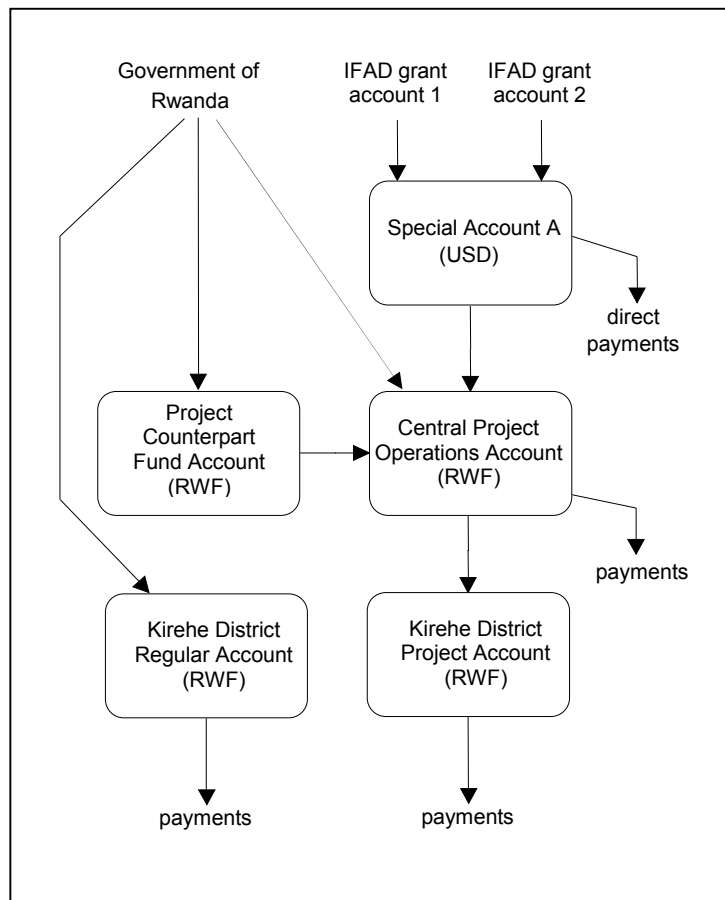 Government of
Rwanda
IFAD grant
account 1
IFAD grant
account 2
Special Account A
(USD)
direct
payments
Project
Counterpart
Fund Account
(RWF)
Central Project
Operations Account
(RWF)
payments
Kirehe District
Regular Account
(RWF)
Kirehe District
Project Account
(RWF)
payments
payments